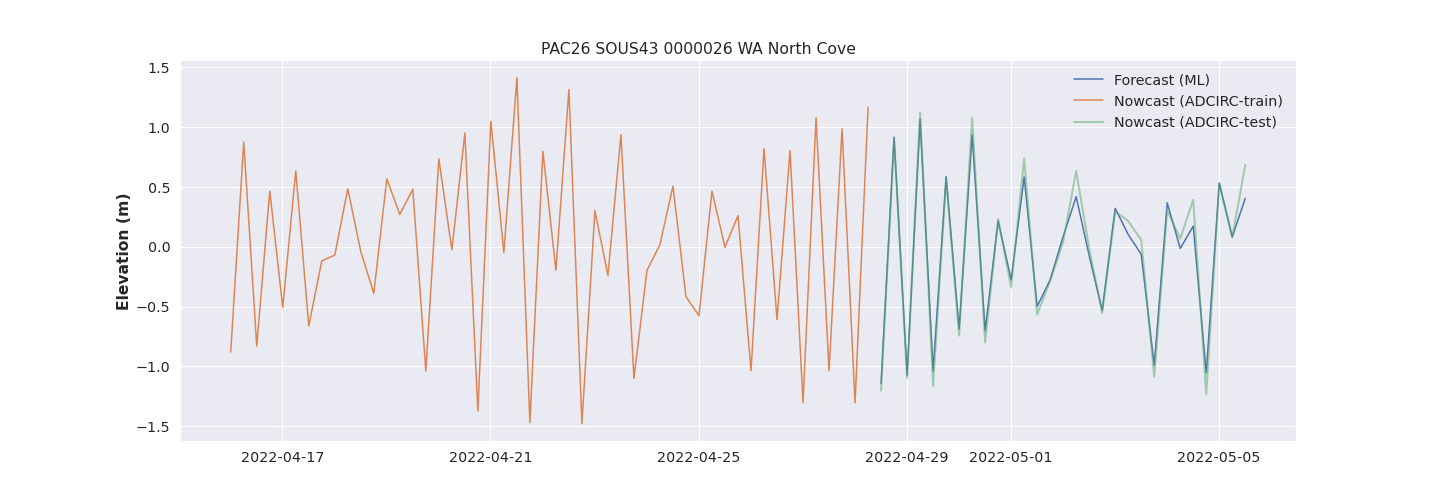 PAC26 SOUS43 0000026 WA North Cove
Elevation (m)
1.5
1.0
0.5
0.0
−0.5
−1.0
−1.5
Forecast (ML)
Nowcast (ADCIRC-train)
Nowcast (ADCIRC-test)
2022-04-17
2022-04-21
2022-04-25
2022-04-29
2022-05-01
2022-05-05